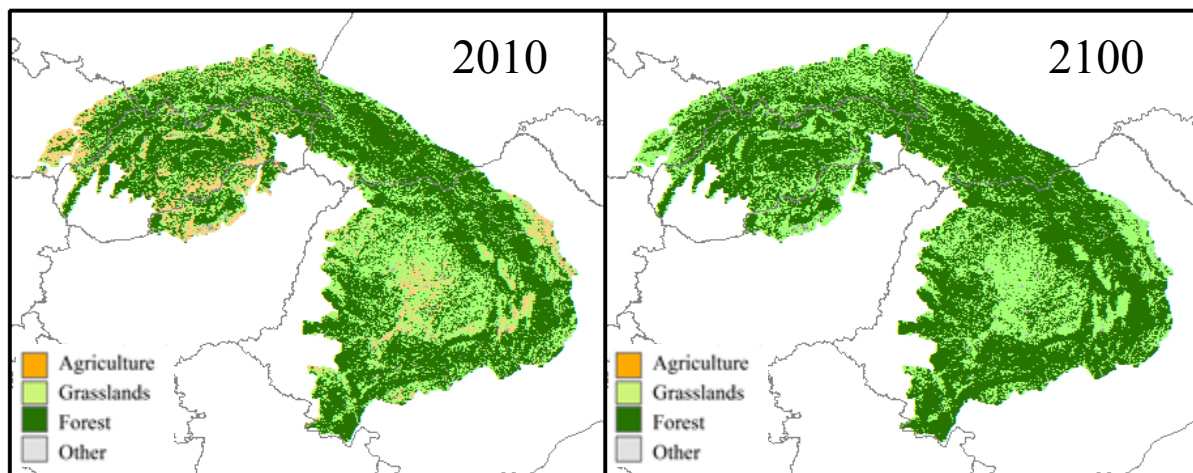 2010
Agriculture
Grasslands
Forest
Other
2100
Agriculture
Grasslands
Forest
Other